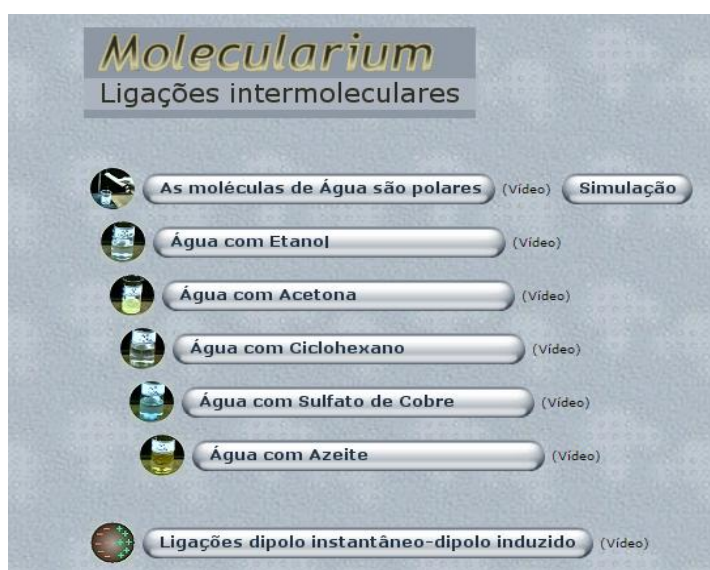 Molecularium
Ligações intermoleculares
As moléculas de Água são polares (Vídeo) Simulação
Água com Etanol (Vídeo)
Água com Acetona (Vídeo)
Água com Ciclohexano (Vídeo)
Água com Sulfato de Cobre (Vídeo)
Água com Azeite (Vídeo)
Ligações dipolo instantâneo-dipolo induzido (Vídeo)